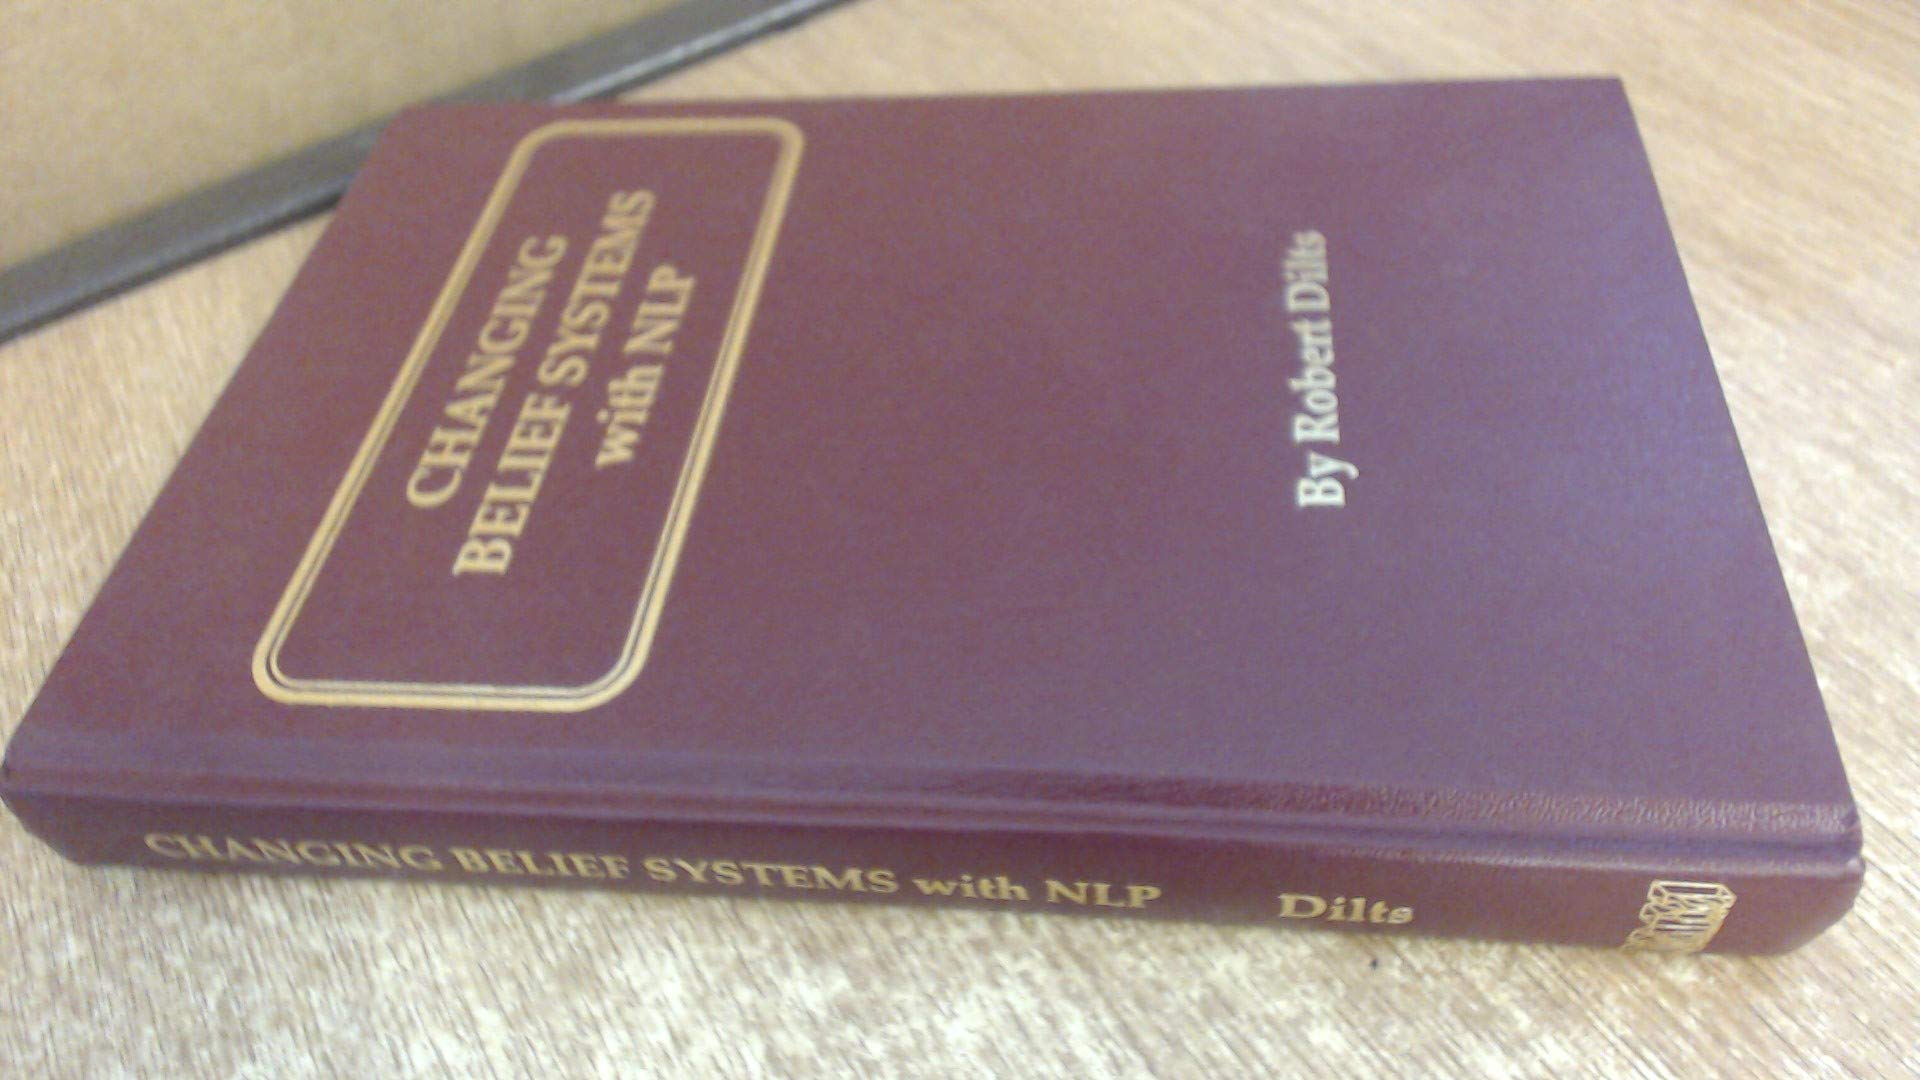 CHANGING
BELIEF SYSTEMS
with NLP
By Robert Dilts
CHANGING BELIEF SYSTEMS with NLP Dilts